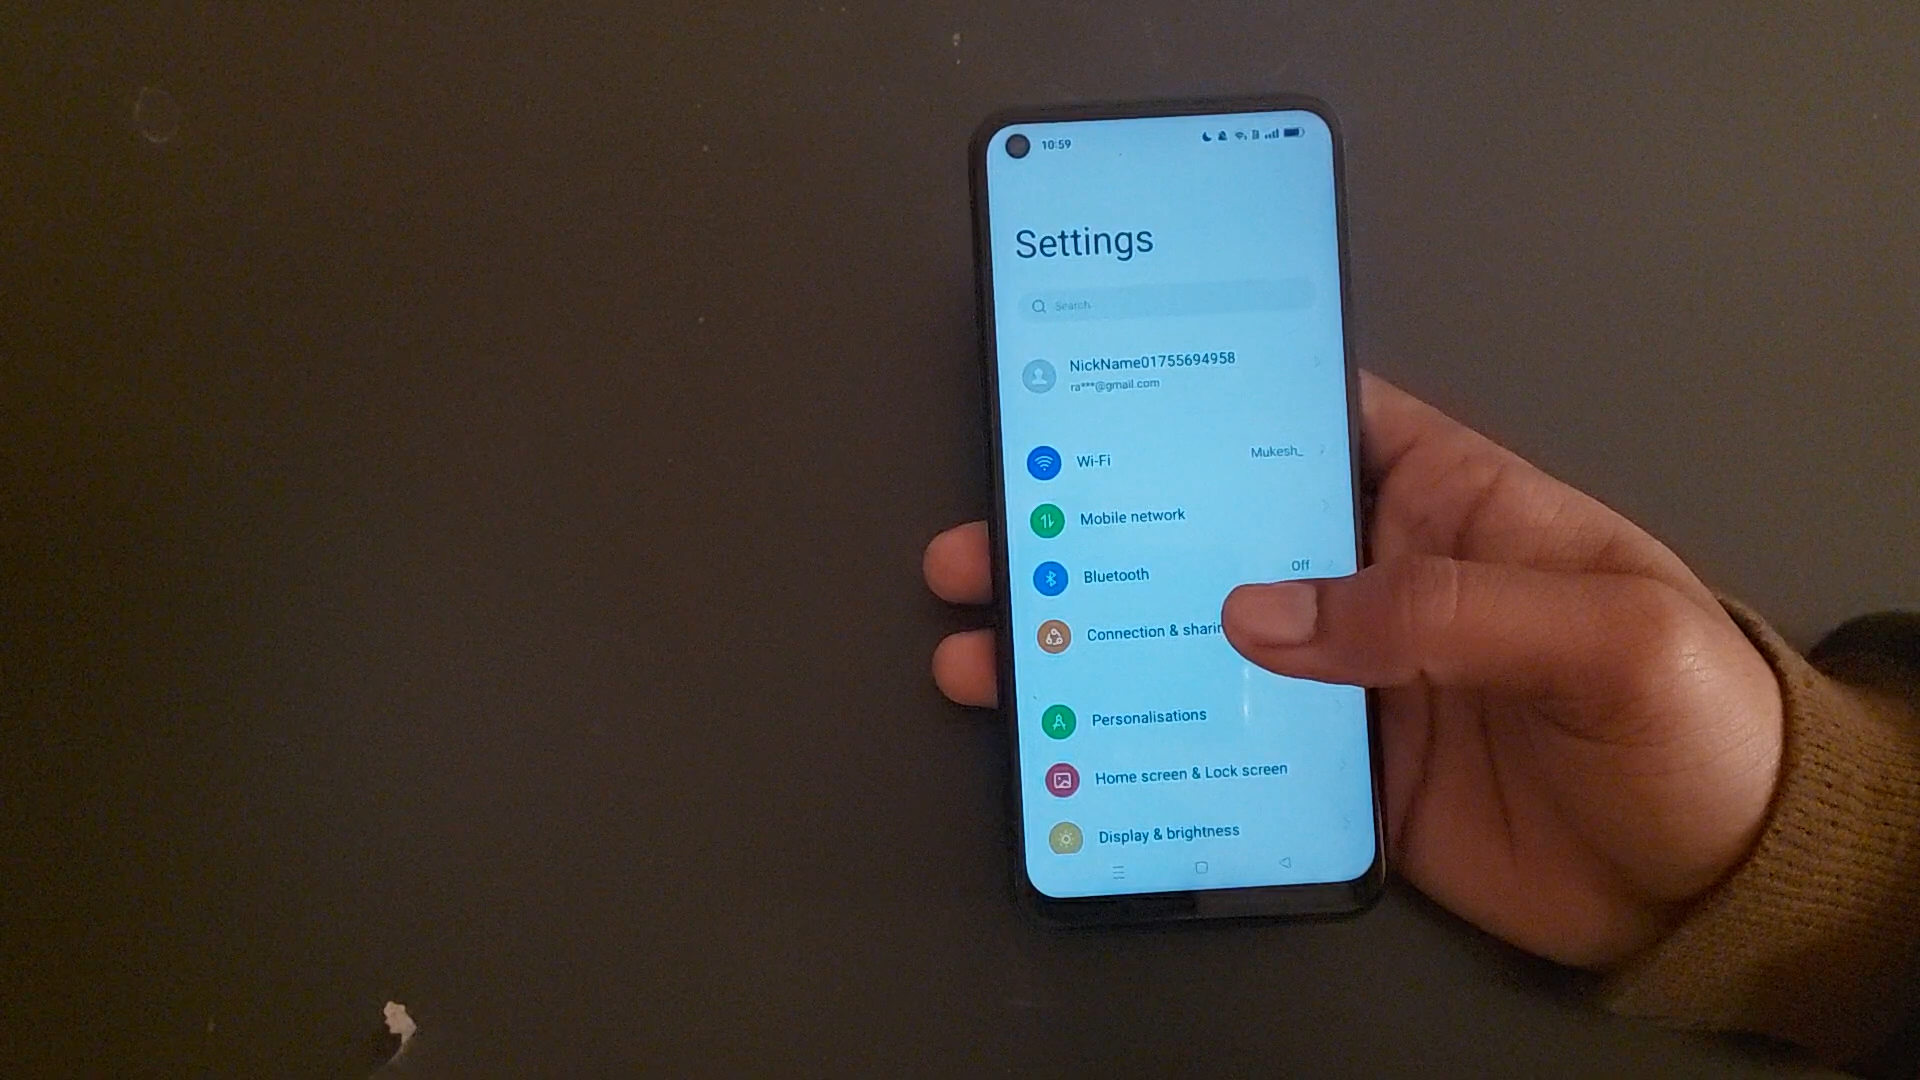 10:59
Settings
Search
NickName01755694958
ra***@gmail.com
Wi-Fi Mukesh_
Mobile network
Bluetooth Off
Connection & sharin
Personalisations
Home screen & Lock screen
Display & brightness